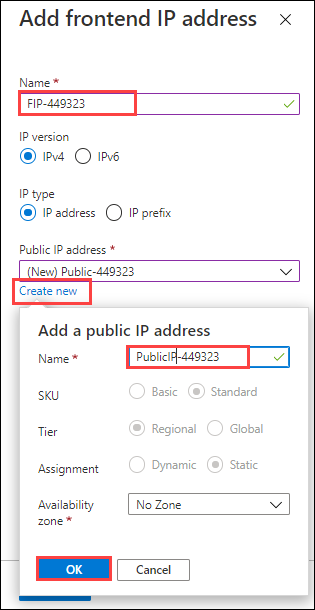 Add frontend IP address
Name *
FIP-449323
IP version
IPv4 IPv6
IP type
IP address IP prefix
Public IP address *
(New) Public-449323
Create new
Add a public IP address
Name * PublicIP-449323
SKU Basic Standard
Tier Regional Global
Assignment Dynamic Static
Availability
zone * No Zone
OK Cancel